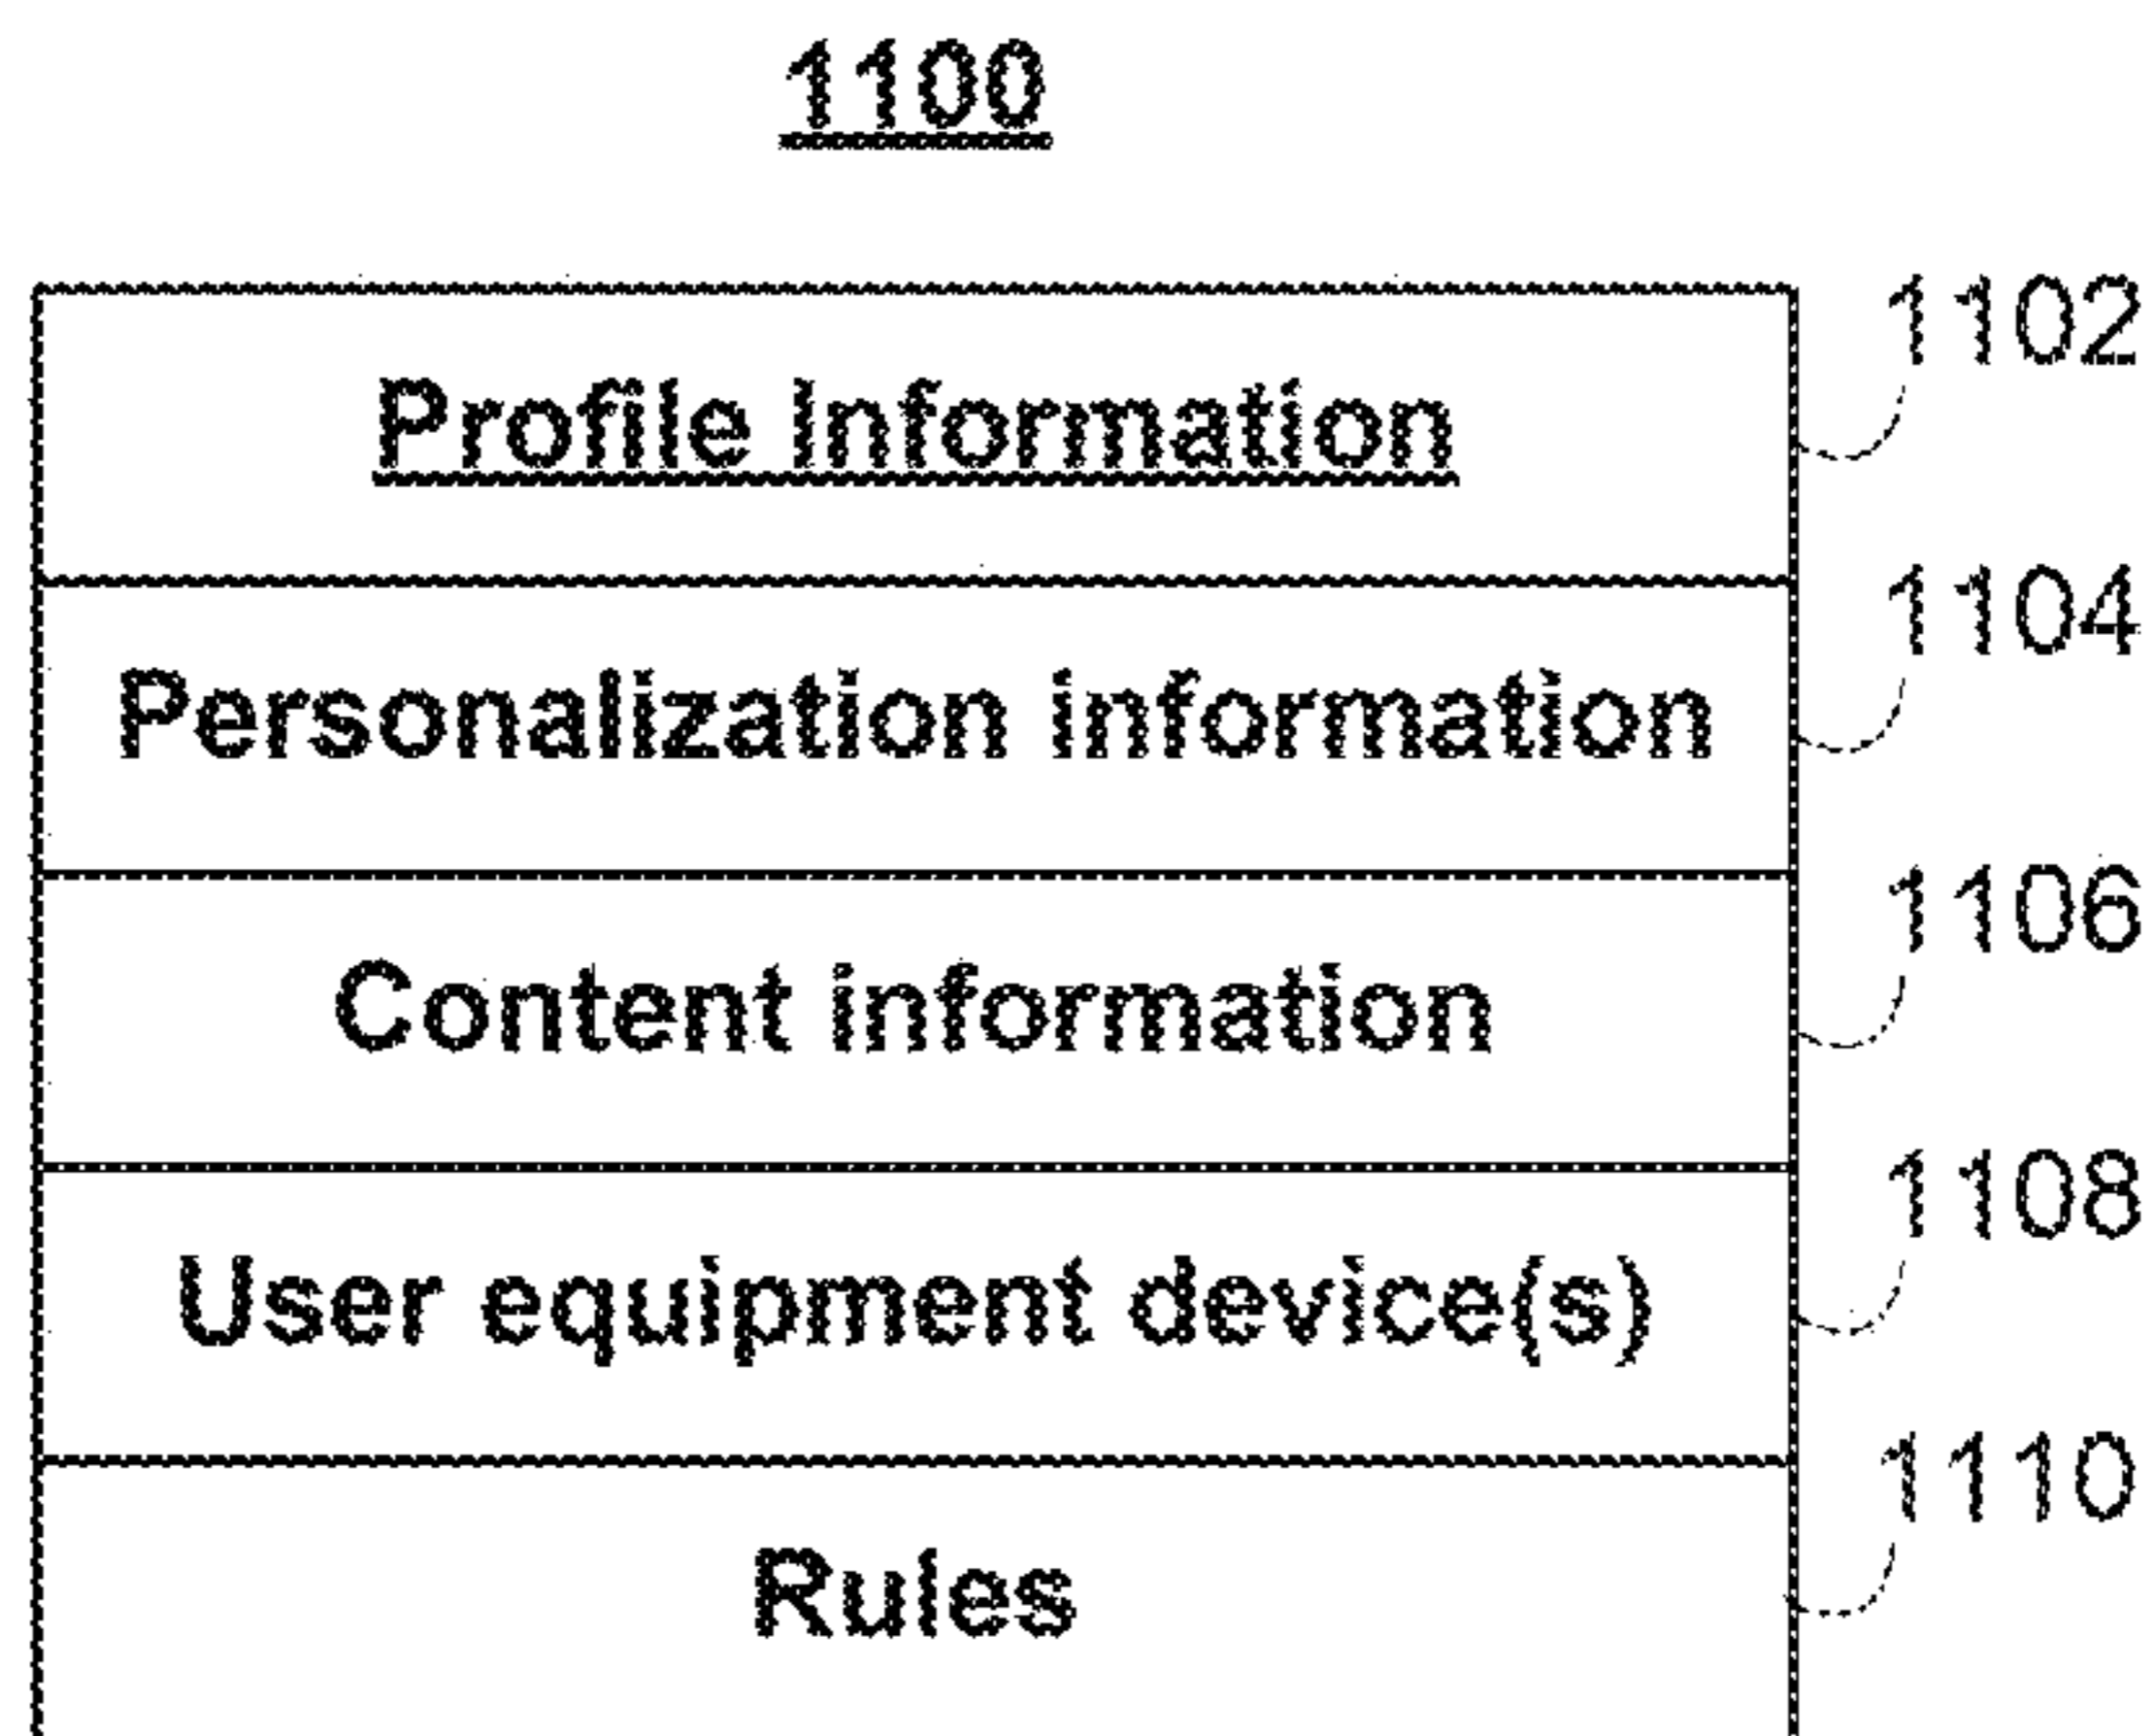 1100
Profile Information
1102
Personalization information
1104
Content information
1106
User equipment device(s)
1108
Rules
1110